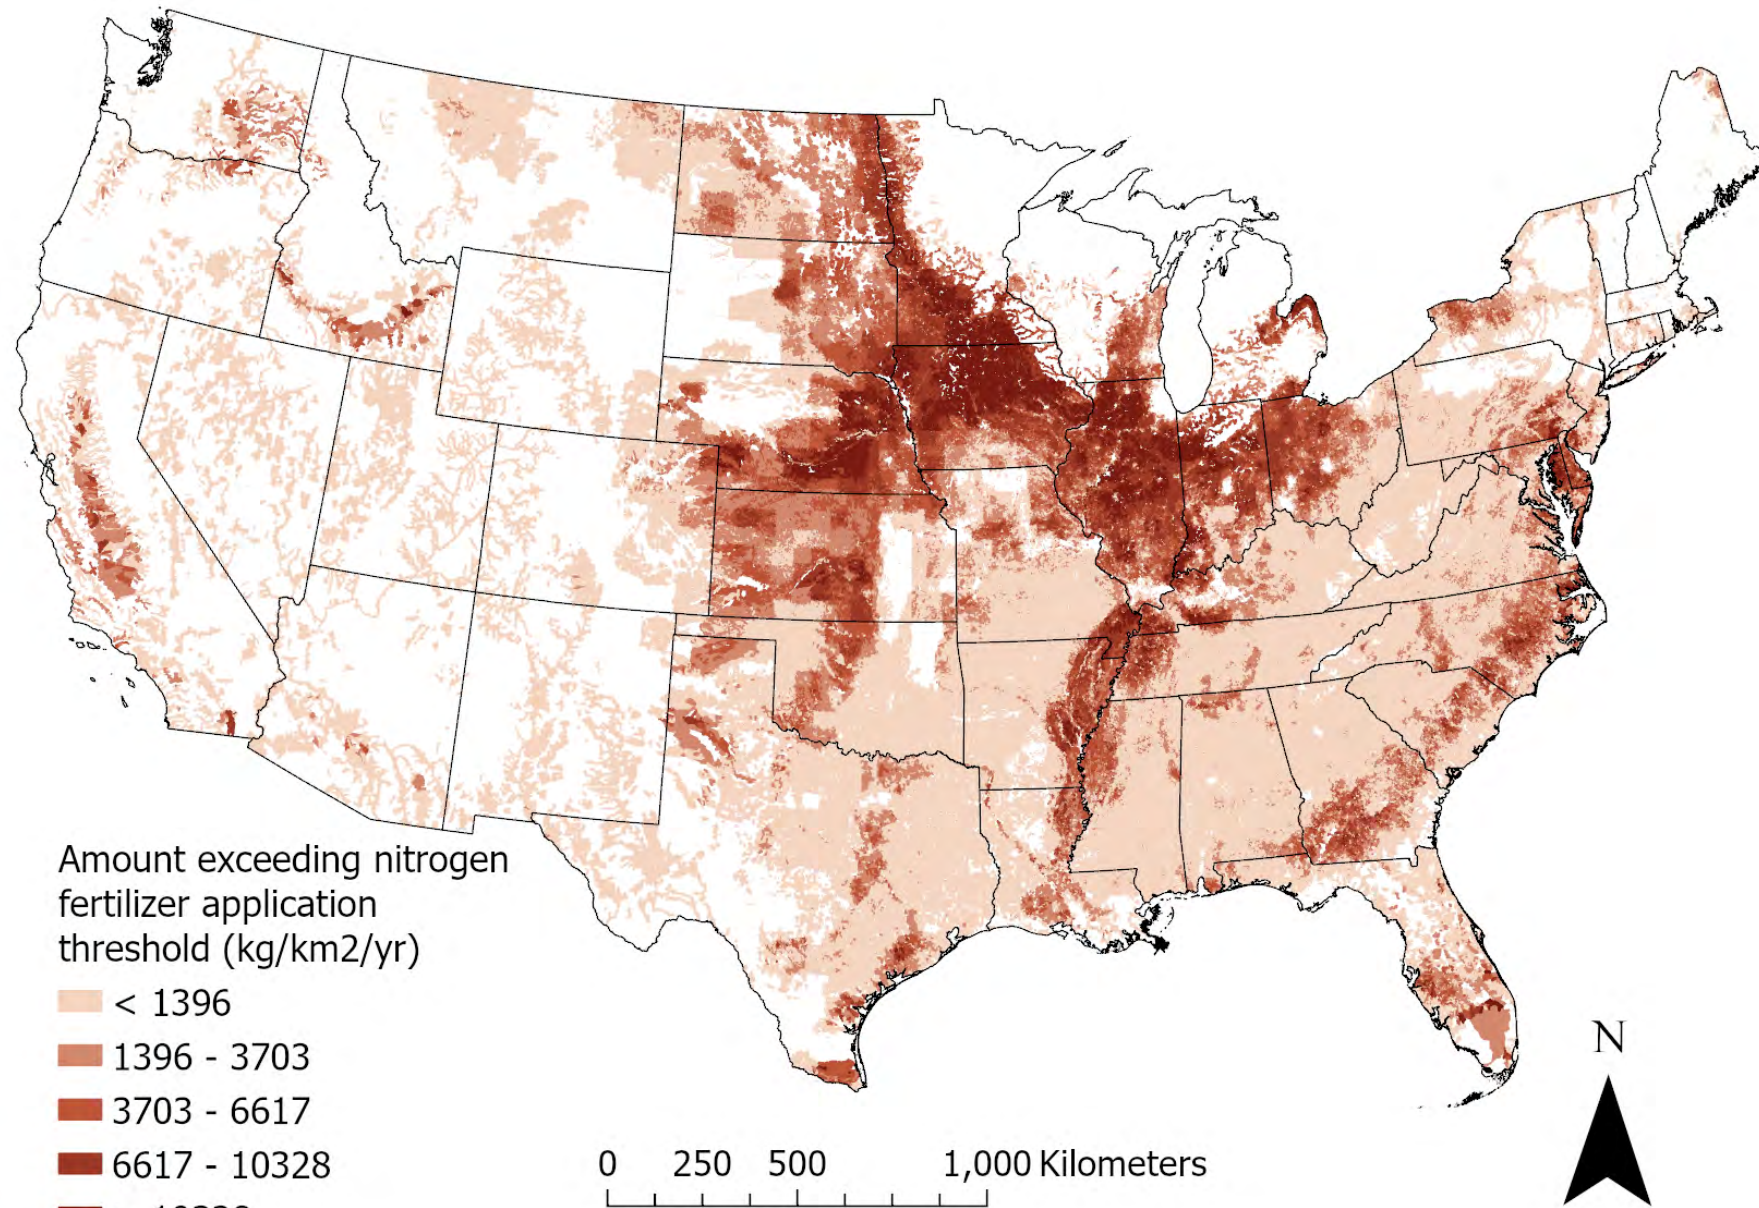 Amount exceeding nitrogen
fertilizer application
threshold (kg/km2/yr)
< 1396
1396 - 3703
3703 - 6617
6617 - 10328
0 250 500 1,000 Kilometers
N